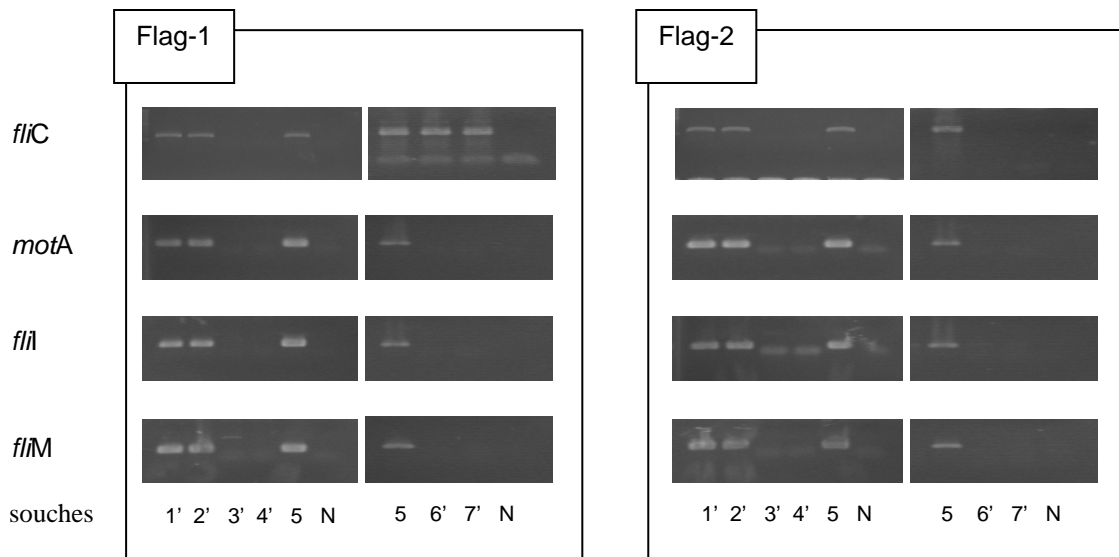 Flag-1 Flag-2
fliC
motA
fliI
fliM
souches 1’ 2’ 3’ 4’ 5 N 5 6’ 7’ N 1’ 2’ 3’ 4’ 5 N 5 6’ 7’ N